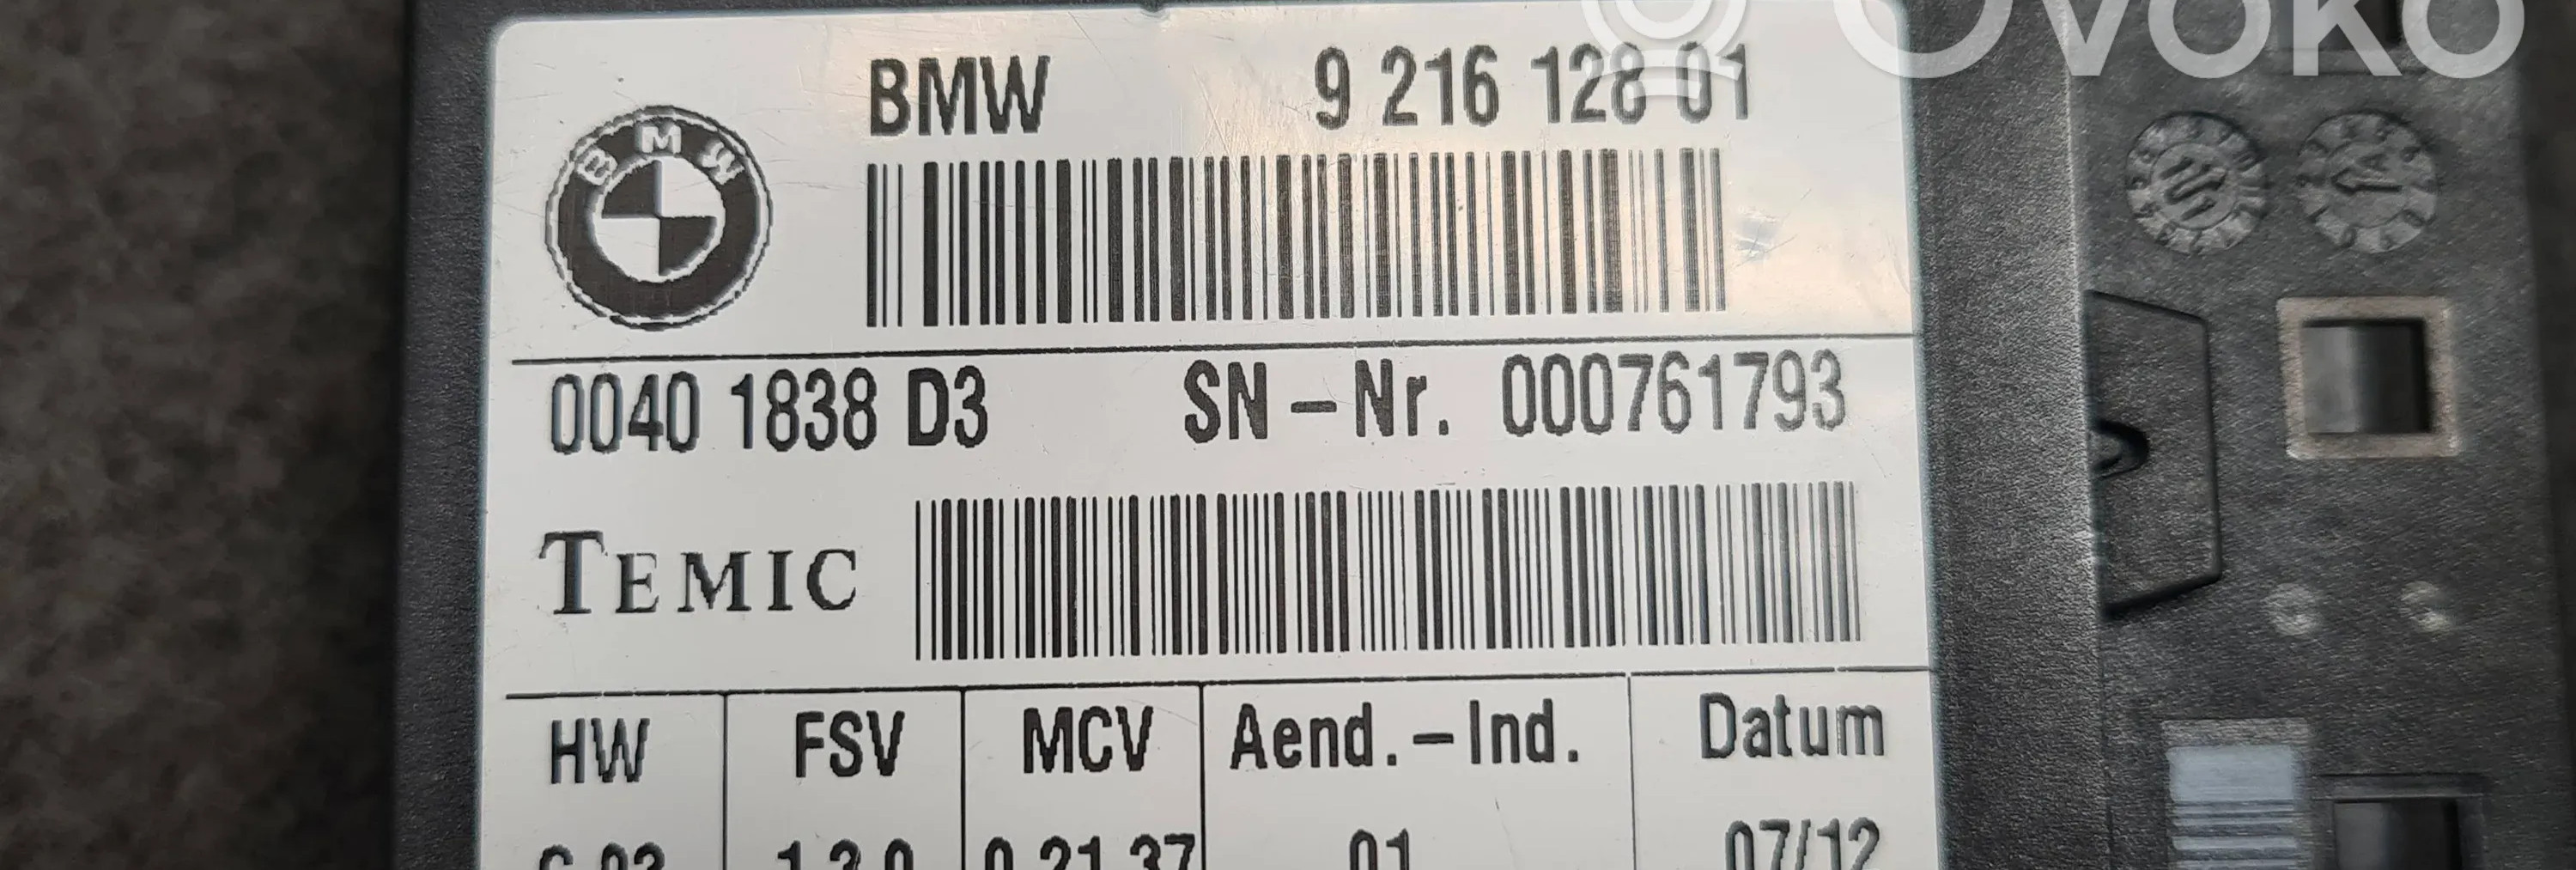 Ovoko
BMW 9 216 128 01
BMW
0040 1838 D3 SN-Nr. 000761793
TEMIC
HW FSV MCV Aend.-Ind. Datum
01 07/12